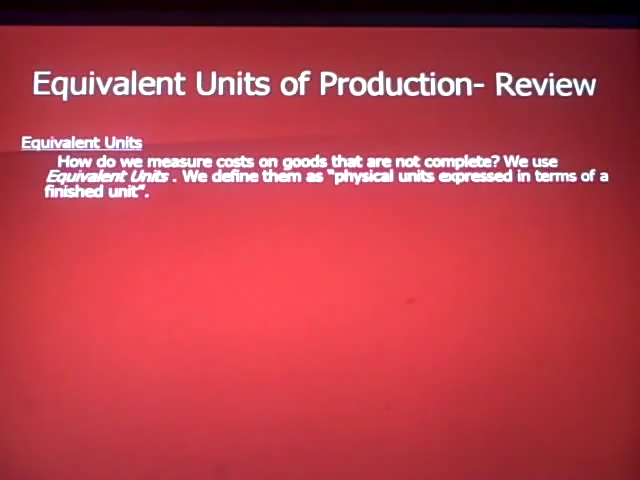 Equivalent Units of Production- Review
Equivalent Units
How do we measure costs on goods that are not complete? We use
Equivalent Units . We define them as "physical units expressed in terms of a
finished unit".